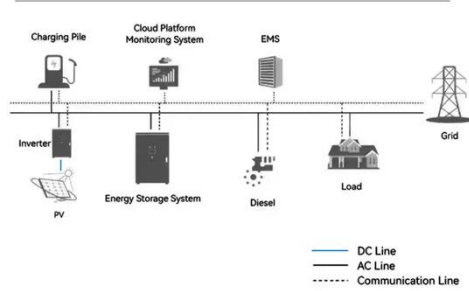 Charging Pile
Cloud Platform
Monitoring System
EMS
Grid
Inverter
PV
Energy Storage System
Diesel
Load
DC Line
AC Line
Communication Line